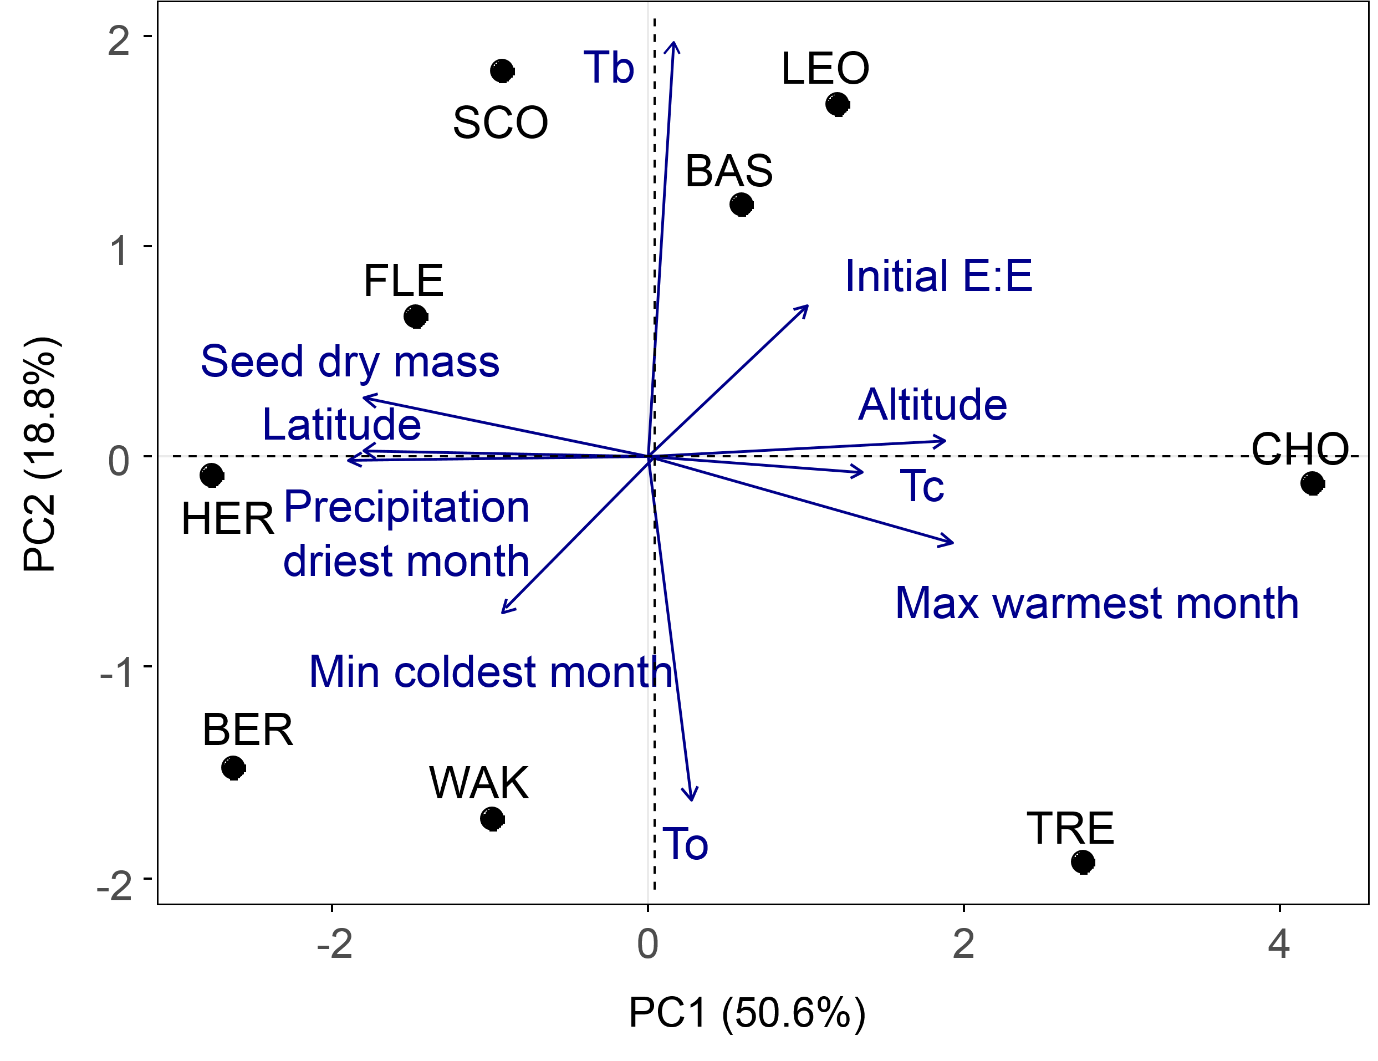 2
Tb
LEO
SCO
BAS
1
Initial E:E
FLE
Seed dry mass
Altitude
Latitude
CHO
0
Tc
Precipitation
driest month
HER
Max warmest month
Min coldest month
-1
BER
WAK
TRE
To
-2
-2 0 2 4
PC1 (50.6%)
PC2 (18.8%)